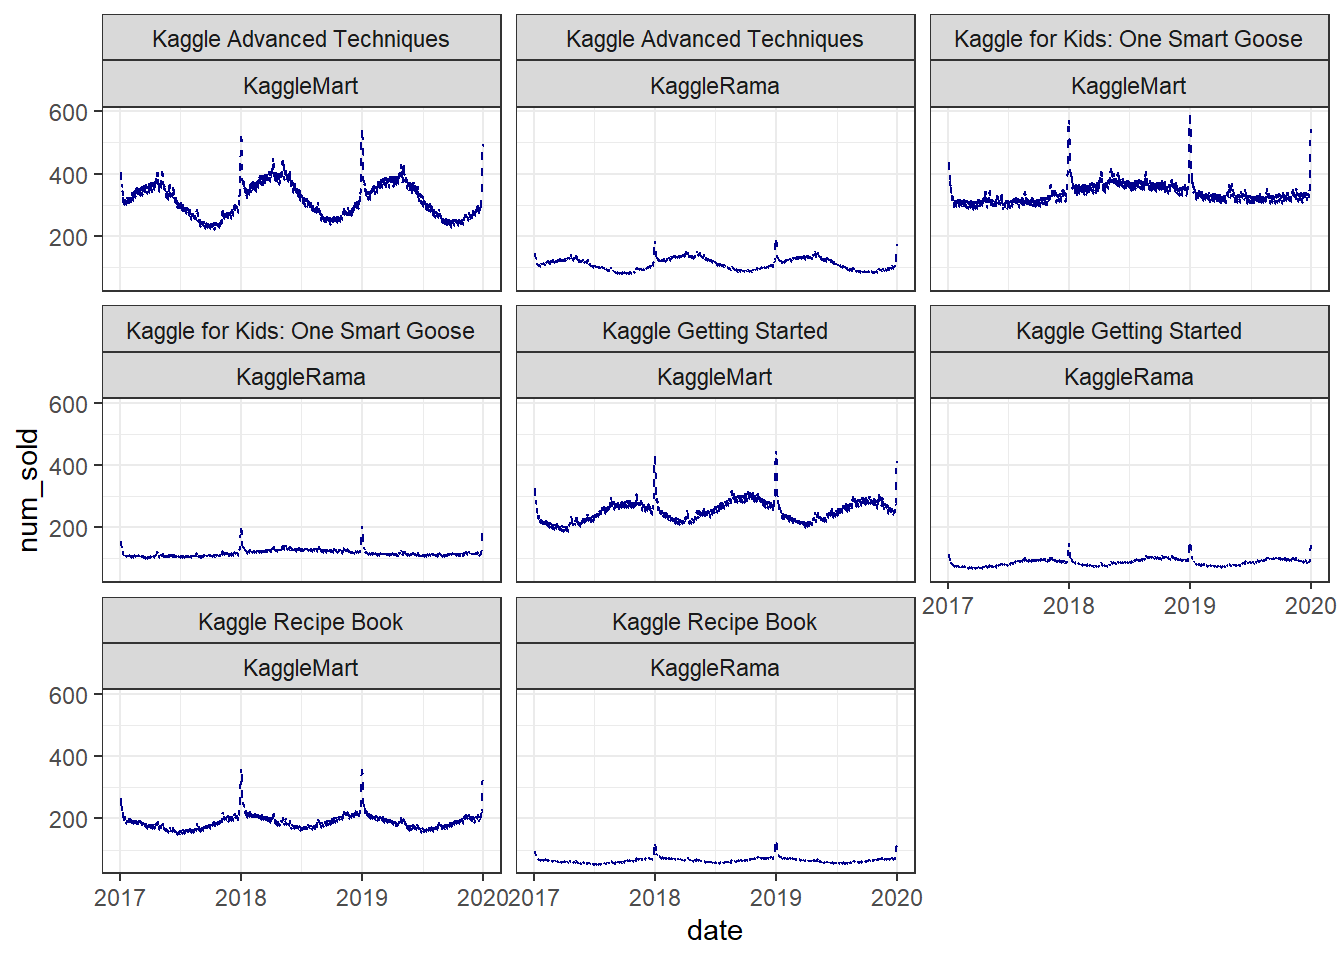 Kaggle Advanced Techniques
KaggleMart
Kaggle Advanced Techniques
KaggleRama
Kaggle for Kids: One Smart Goose
KaggleMart
600
400
200
Kaggle for Kids: One Smart Goose
KaggleRama
Kaggle Getting Started
KaggleMart
Kaggle Getting Started
KaggleRama
600
400
200
num_sold
2017 2018 2019 2020
Kaggle Recipe Book
KaggleMart
Kaggle Recipe Book
KaggleRama
600
400
200
2017 2018 2019 2020
2017 2018 2019 2020
date